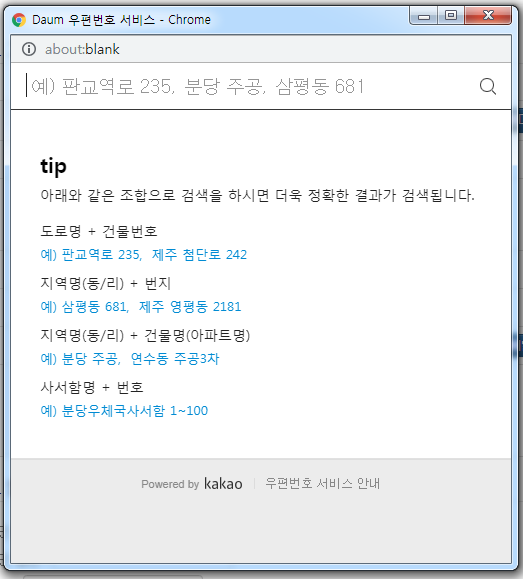 Daum 우편번호 서비스 - Chrome
about:blank
예) 판교역로 235, 분당 주공, 삼평동 681
tip
아래와 같은 조합으로 검색을 하시면 더욱 정확한 결과가 검색됩니다.
도로명 + 건물번호
예) 판교역로 235, 제주 첨단로 242
지역명(동/리) + 번지
예) 삼평동 681, 제주 영평동 2181
지역명(동/리) + 건물명(아파트명)
예) 분당 주공, 연수동 주공3차
사서함명 + 번호
예) 분당우체국사서함 1~100
Powered by kakao | 우편번호 서비스 안내